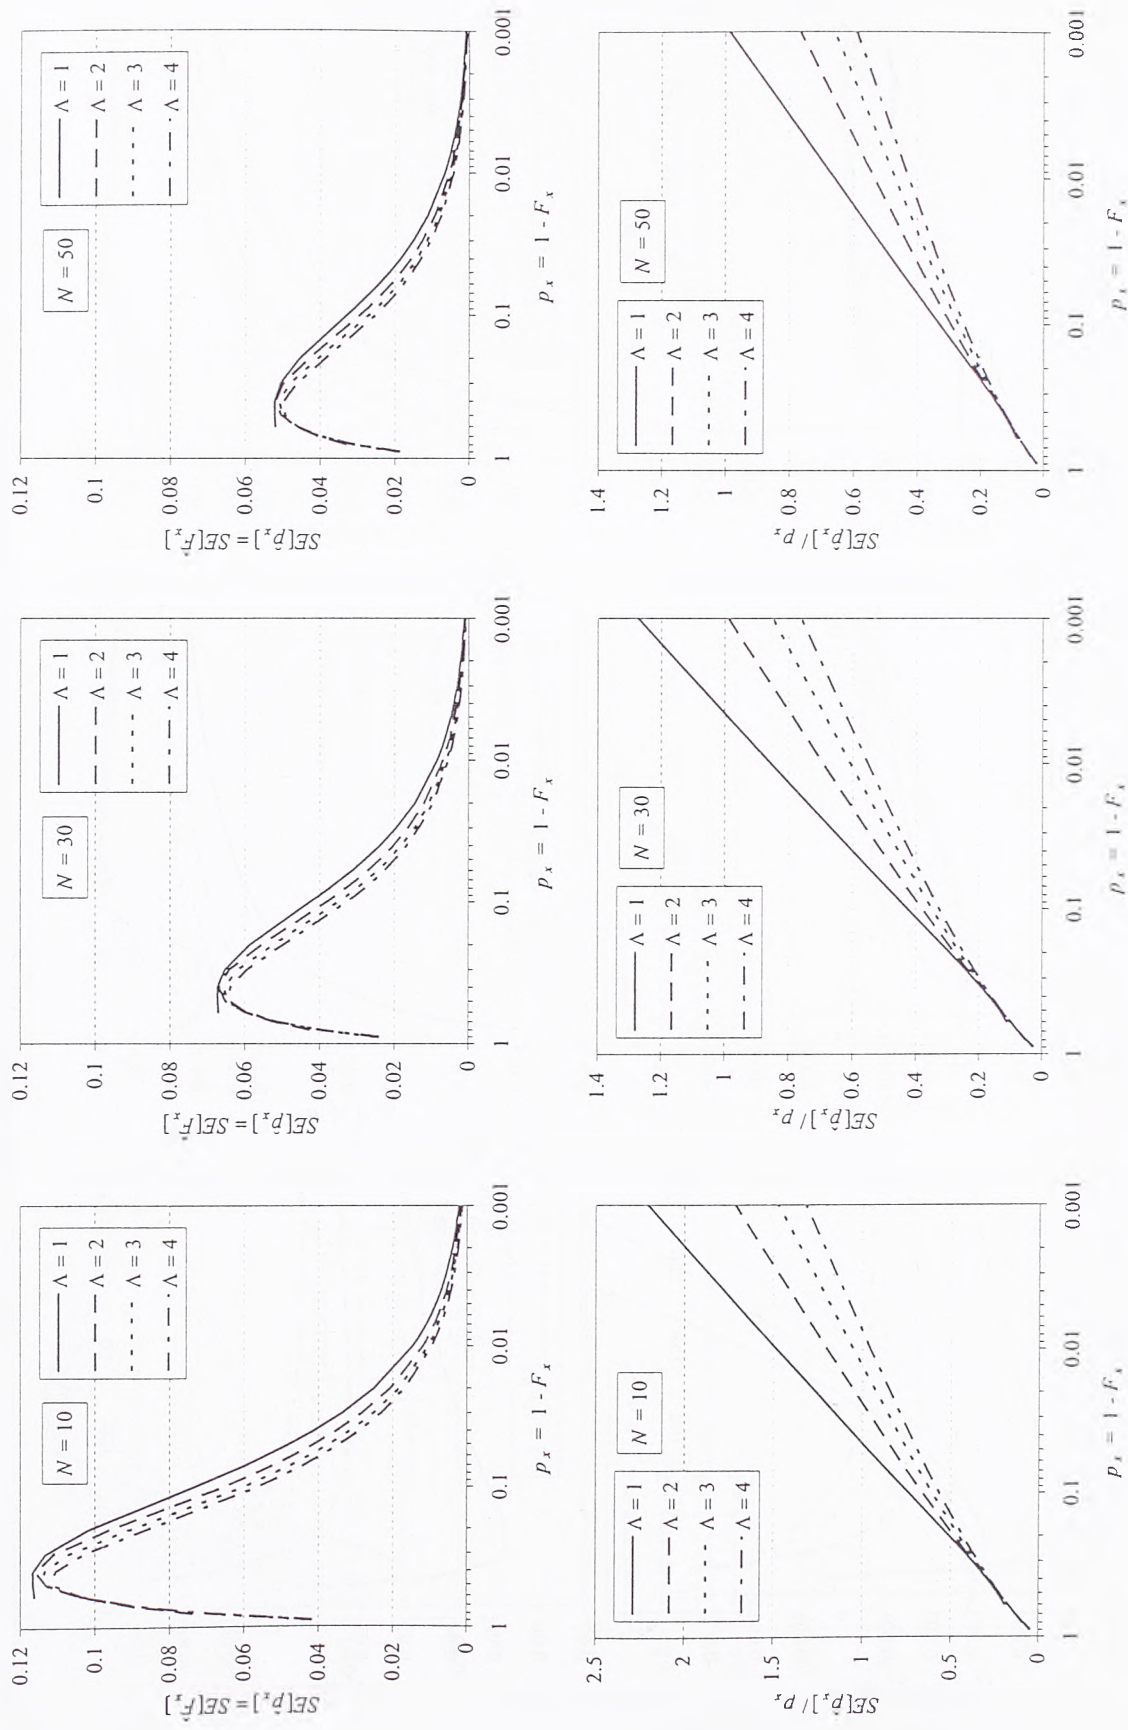 SE[p̂ₓ] = SE[F̂ₓ]
0.12
0.1
0.08
0.06
0.04
0.02
0
N = 10
Λ = 1
Λ = 2
Λ = 3
Λ = 4
1
0.1
0.01
0.001
pₓ = 1 - Fₓ
SE[p̂ₓ] = SE[F̂ₓ]
0.12
0.1
0.08
0.06
0.04
0.02
0
N = 30
Λ = 1
Λ = 2
Λ = 3
Λ = 4
1
0.1
0.01
0.001
pₓ = 1 - Fₓ
SE[p̂ₓ] = SE[F̂ₓ]
0.12
0.1
0.08
0.06
0.04
0.02
0
N = 50
Λ = 1
Λ = 2
Λ = 3
Λ = 4
1
0.1
0.01
0.001
pₓ = 1 - Fₓ
SE[p̂ₓ] / pₓ
2.5
2
1.5
1
0.5
0
Λ = 1
Λ = 2
Λ = 3
Λ = 4
N = 10
1
0.1
0.01
0.001
pₓ = 1 - Fₓ
SE[p̂ₓ] / pₓ
1.4
1.2
1
0.8
0.6
0.4
0.2
0
Λ = 1
Λ = 2
Λ = 3
Λ = 4
N = 30
1
0.1
0.01
0.001
pₓ = 1 - Fₓ
SE[p̂ₓ] / pₓ
1.4
1.2
1
0.8
0.6
0.4
0.2
0
Λ = 1
Λ = 2
Λ = 3
Λ = 4
N = 50
1
0.1
0.01
0.001
pₓ = 1 - Fₓ